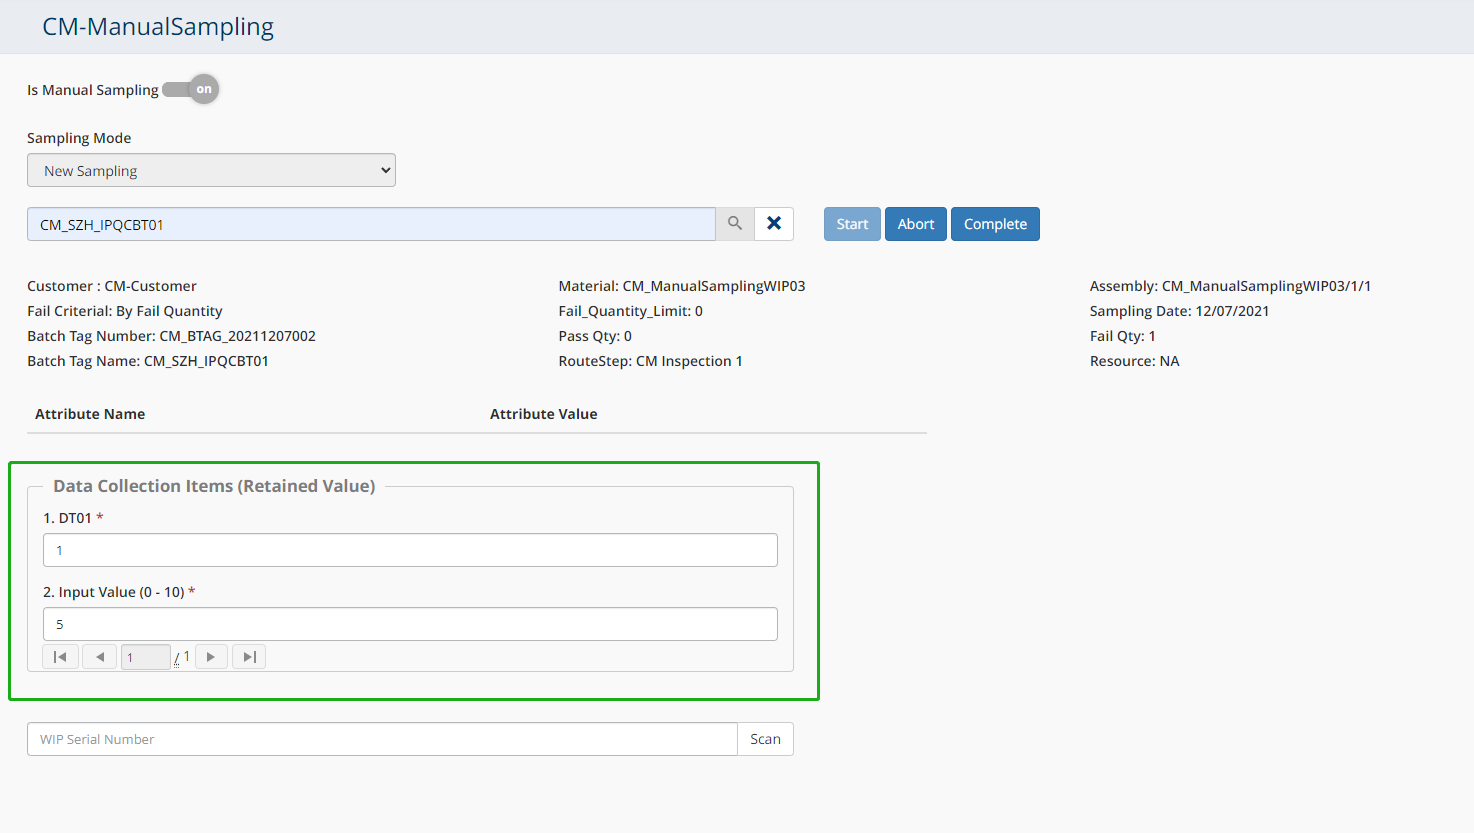 CM-ManualSampling
Is Manual Sampling on
Sampling Mode
New Sampling
CM_SZH_IPQCBT01 Start Abort Complete
Customer : CM-Customer Material: CM_ManualSamplingWIP03 Assembly: CM_ManualSamplingWIP03/1/1
Fail Criterial: By Fail Quantity Fail_Quantity_Limit: 0 Sampling Date: 12/07/2021
Batch Tag Number: CM_BTAG_20211207002 Pass Qty: 0 Fail Qty: 1
Batch Tag Name: CM_SZH_IPQCBT01 RouteStep: CM Inspection 1 Resource: NA
Attribute Name Attribute Value
Data Collection Items (Retained Value)
1. DT01 *
1
2. Input Value (0 - 10) *
5
1 / 1
WIP Serial Number Scan